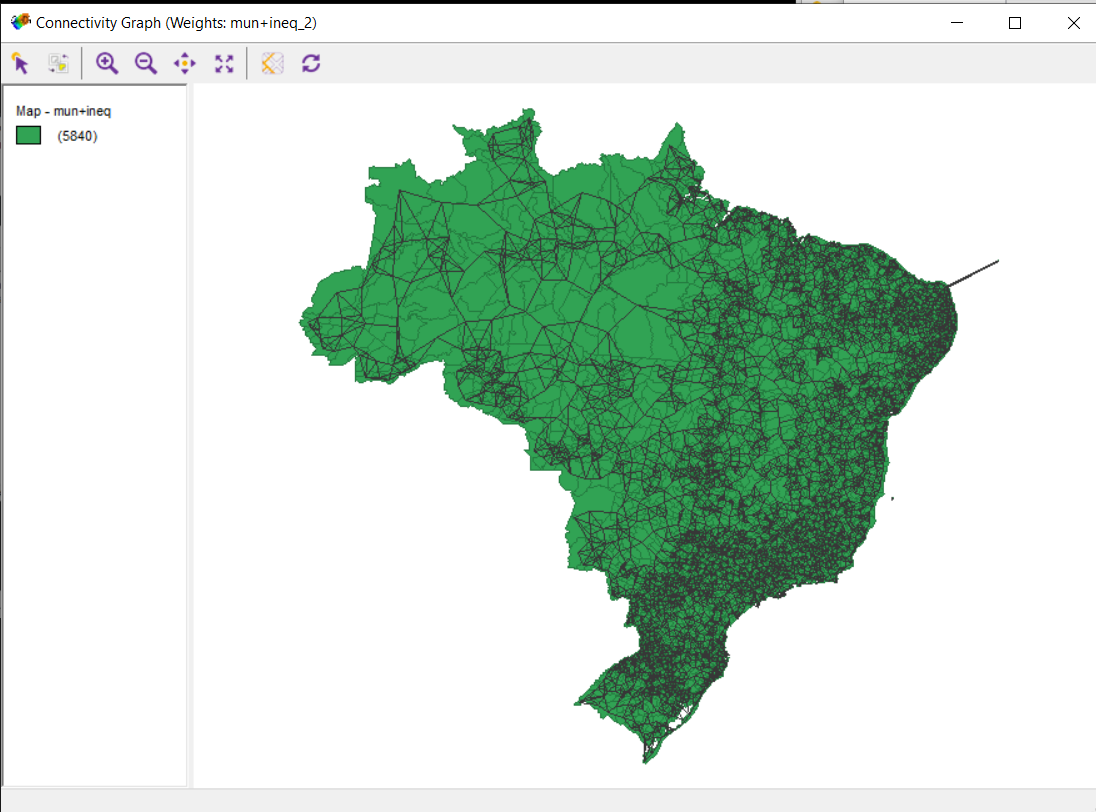 Connectivity Graph (Weights: mun+ineq_2)
Map - mun+ineq
(5840)